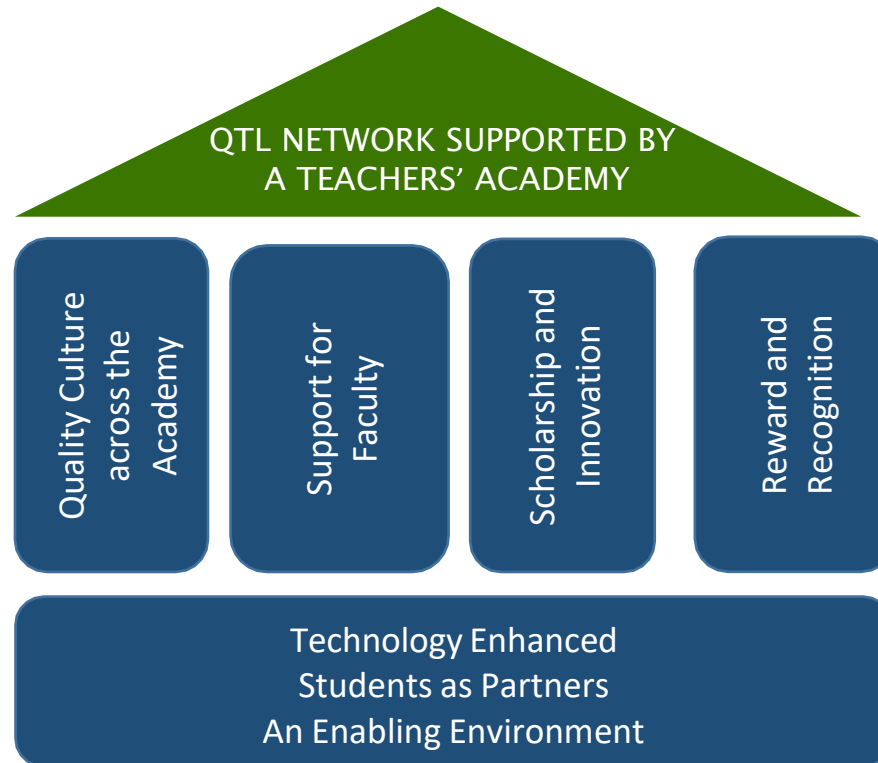 QTL NETWORK SUPPORTED BY
A TEACHERS’ ACADEMY
Quality Culture
across the
Academy
Support for
Faculty
Scholarship and
Innovation
Reward and
Recognition
Technology Enhanced
Students as Partners
An Enabling Environment